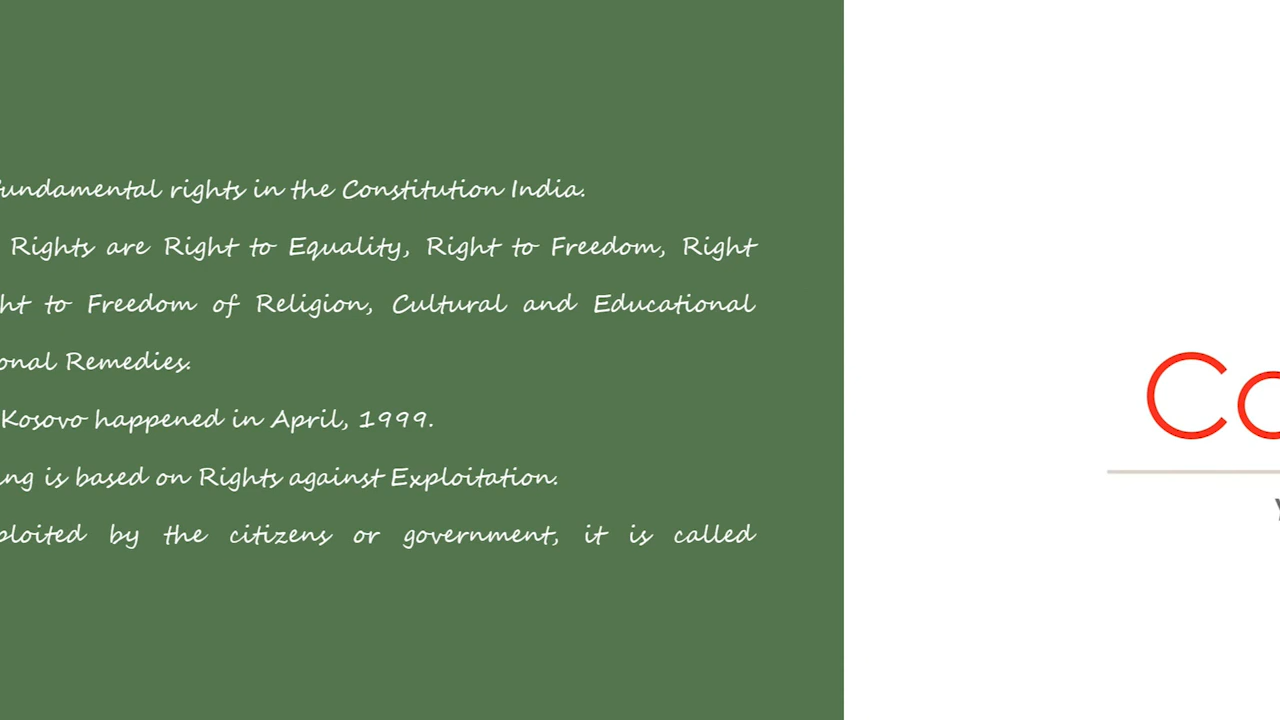 fundamental rights in the Constitution India.
Rights are Right to Equality, Right to Freedom, Right
ht to Freedom of Religion, Cultural and Educational
onal Remedies.
Kosovo happened in April, 1999.
ng is based on Rights against Exploitation.
ploited by the citizens or government, it is called
Co